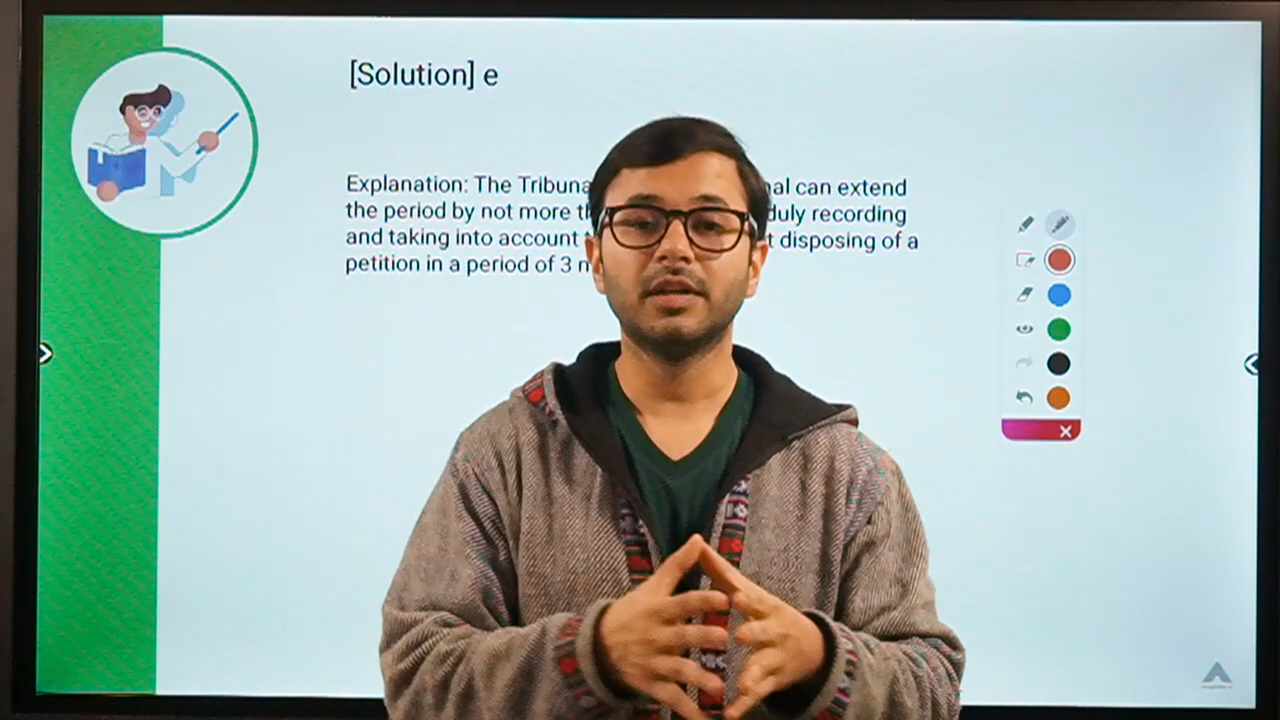 [Solution] e
Explanation: The Tribuna al can extend
the period by not more duly recording
and taking into account disposing of a
petition in a period of 3